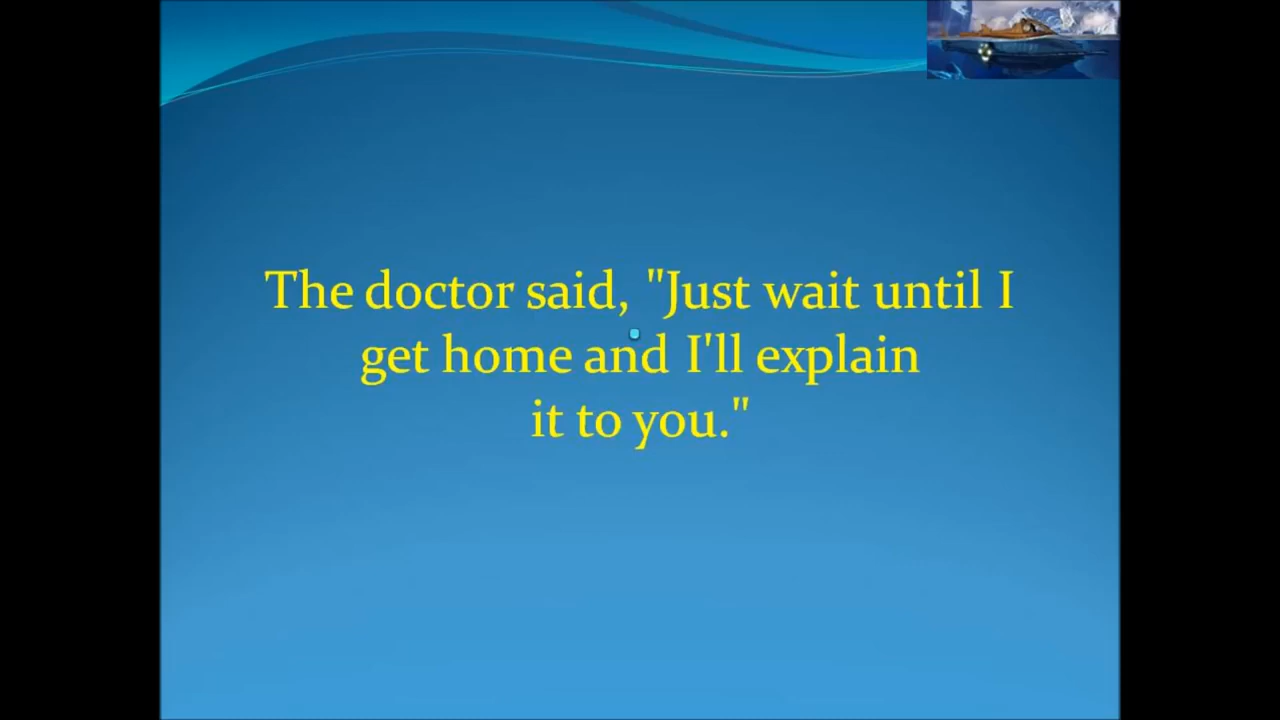 The doctor said, "Just wait until I
get home and I'll explain
it to you."